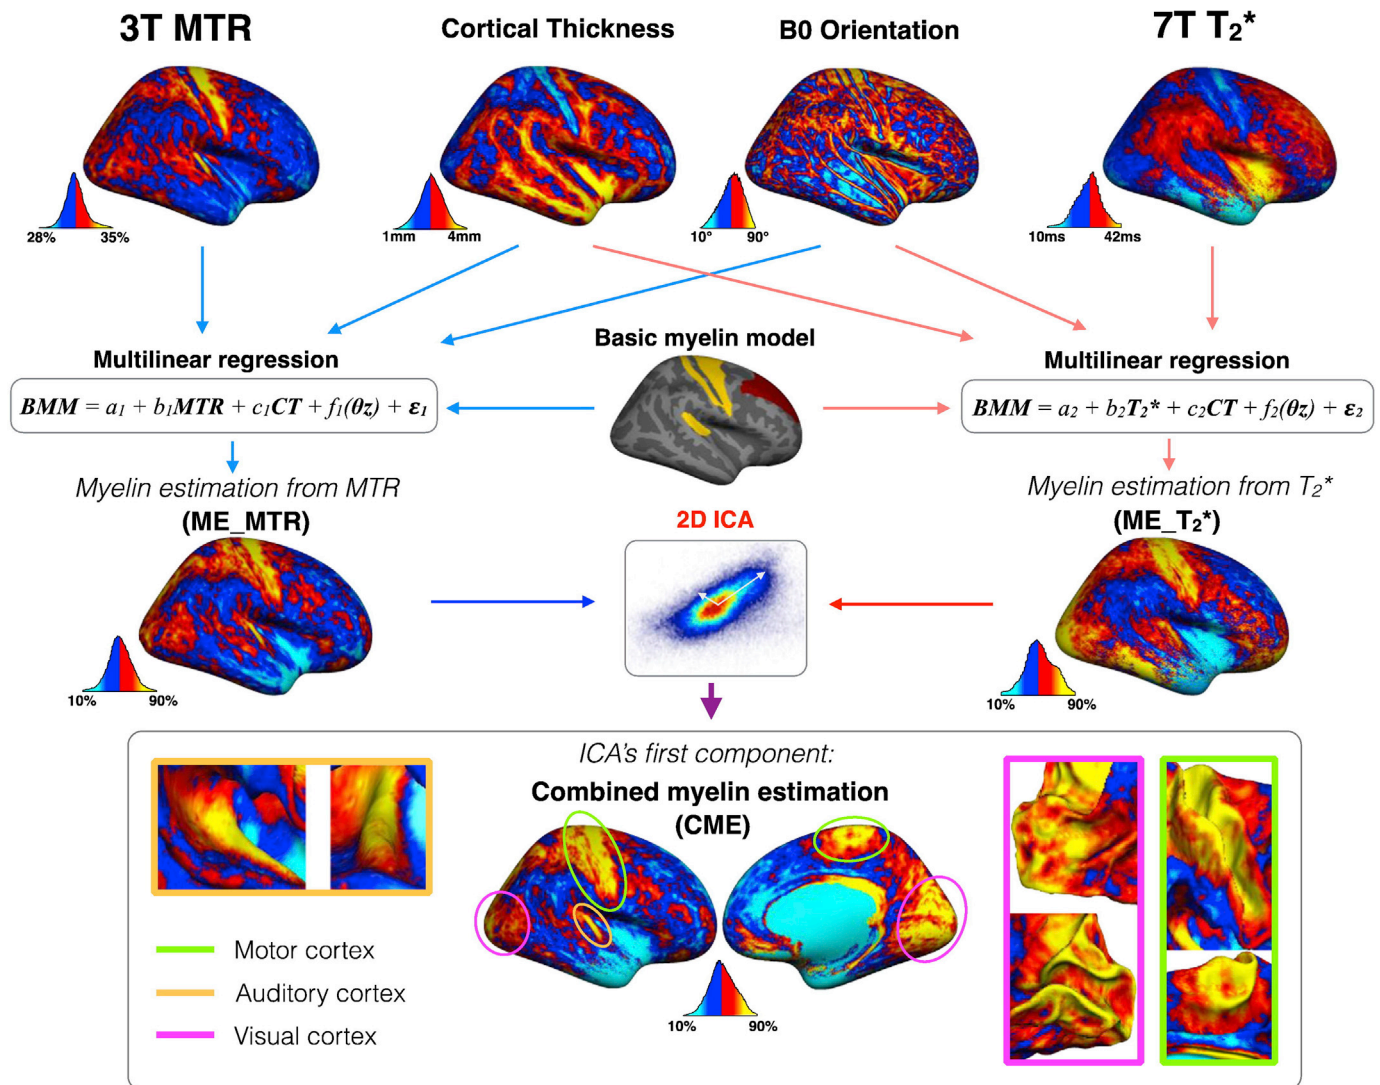 3T MTR
Cortical Thickness
B0 Orientation
7T T₂*
28% 35%
1mm 4mm
10° 90°
10ms 42ms
Multilinear regression
BMM = a₁ + b₁MTR + c₁CT + f₁(θz) + ε₁
Basic myelin model
Multilinear regression
BMM = a₂ + b₂T₂* + c₂CT + f₂(θz) + ε₂
Myelin estimation from MTR
(ME_MTR)
2D ICA
Myelin estimation from T₂*
(ME_T₂*)
10% 90%
10% 90%
ICA's first component:
Combined myelin estimation
(CME)
Motor cortex
Auditory cortex
Visual cortex
10% 90%